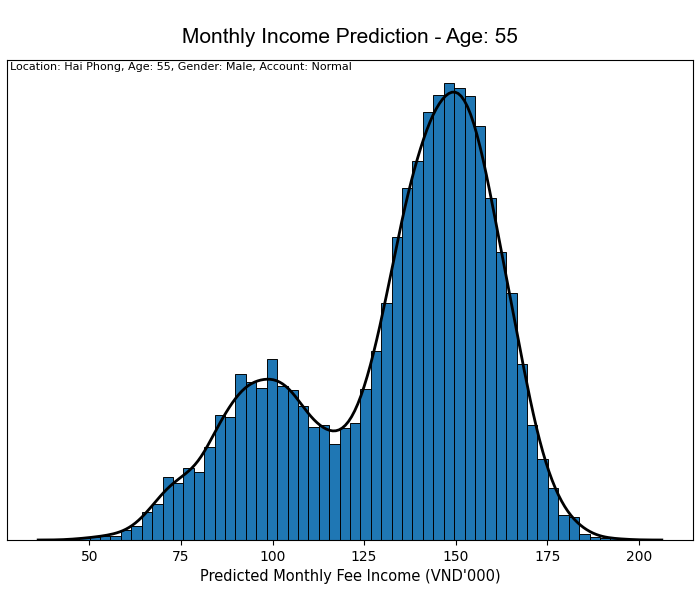 Monthly Income Prediction - Age: 55
Location: Hai Phong, Age: 55, Gender: Male, Account: Normal
50 75 100 125 150 175 200
Predicted Monthly Fee Income (VND'000)